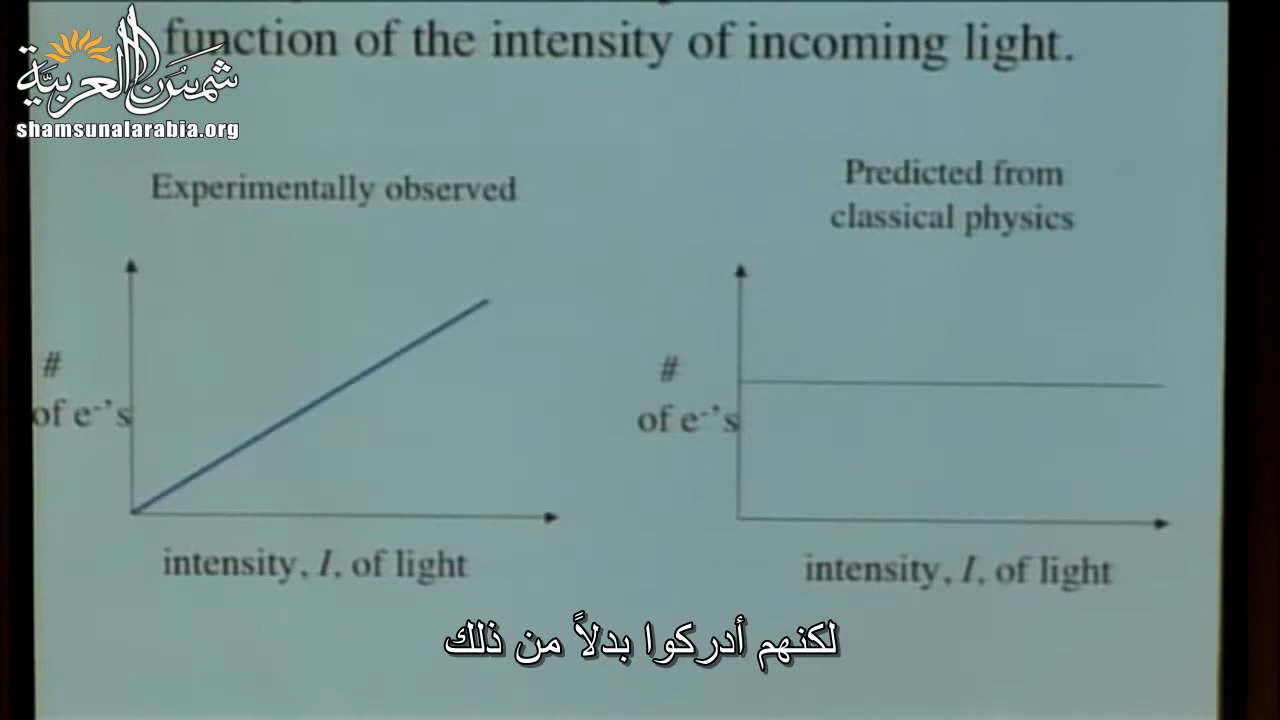 function of the intensity of incoming light.
شمس العربية
shamsunalarabia.org
Experimentally observed
Predicted from
classical physics
#
of e⁻'s
intensity, I, of light
#
of e⁻'s
intensity, I, of light
لكنهم أدركوا بدلاً من ذلك